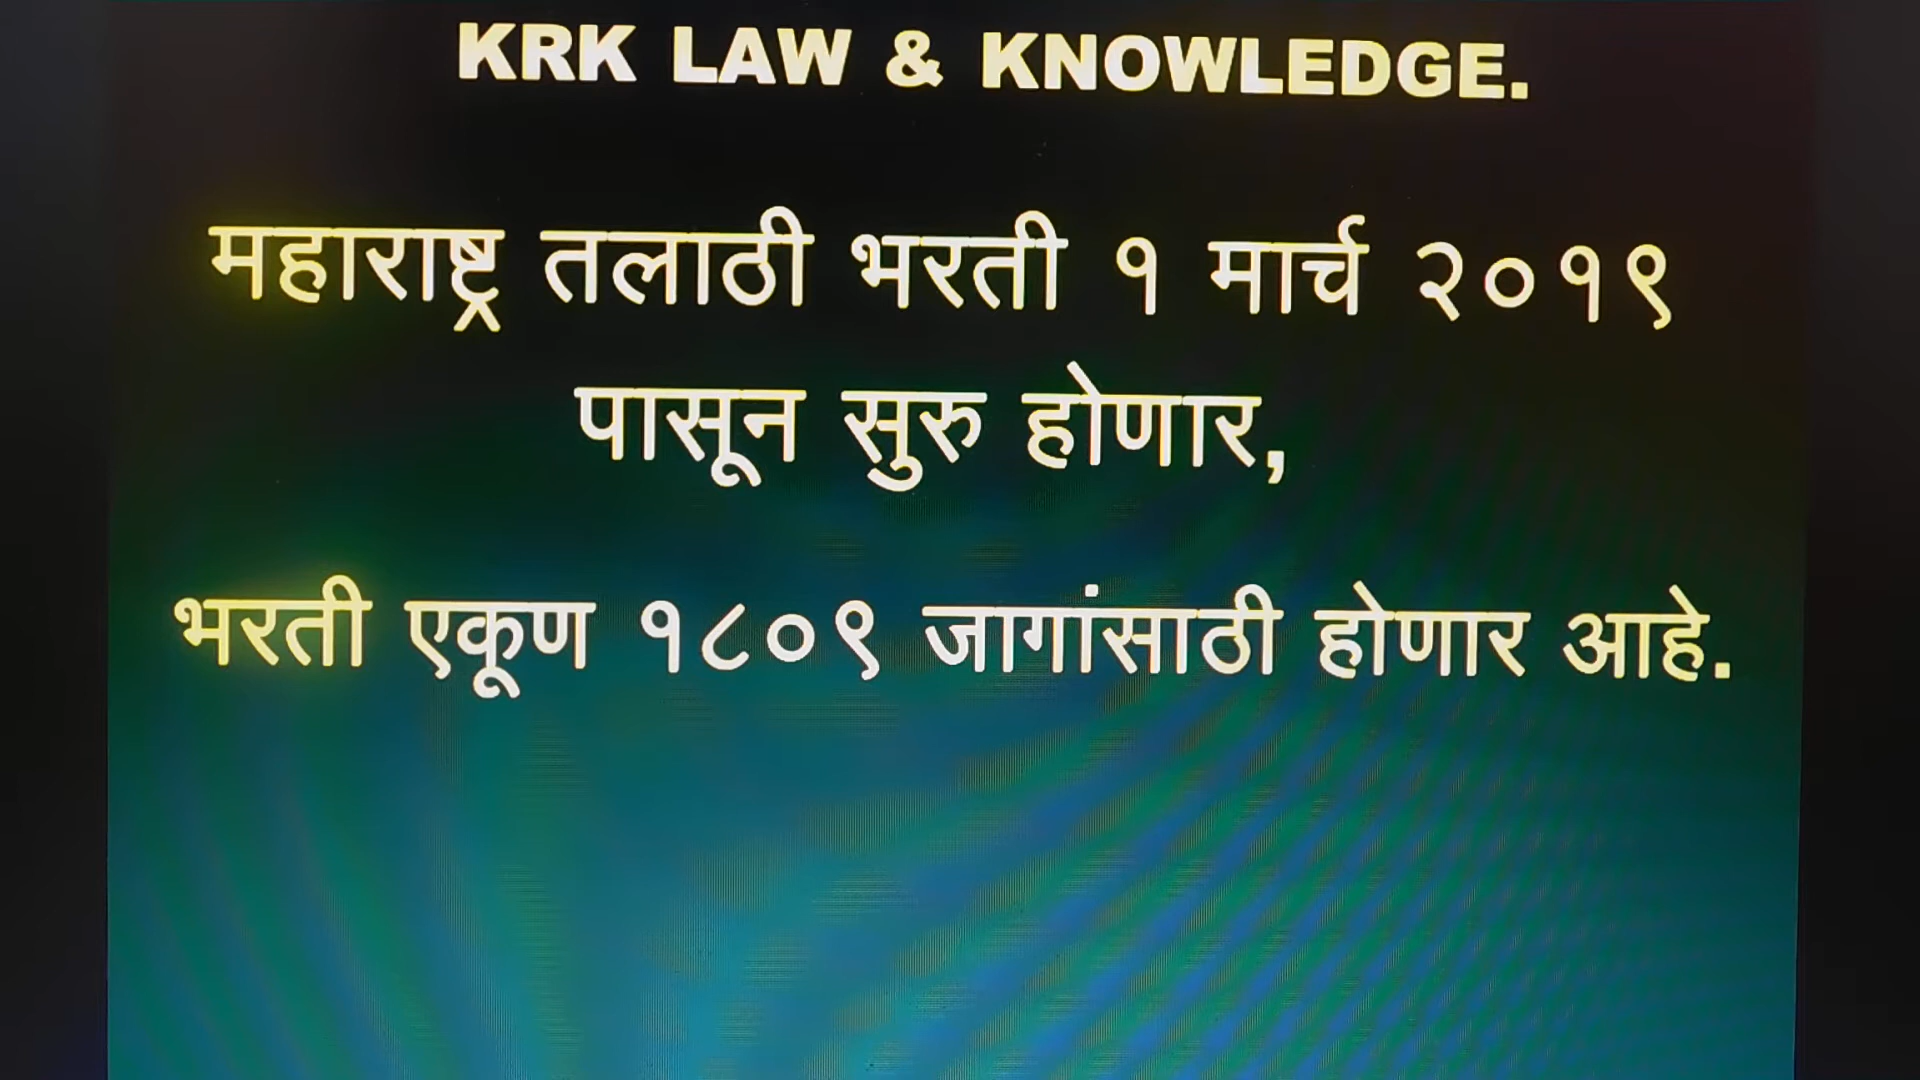 KRK LAW & KNOWLEDGE.
महाराष्ट्र तलाठी भरती १ मार्च २०१९
पासून सुरु होणार,
भरती एकूण १८०९ जागांसाठी होणार आहे.